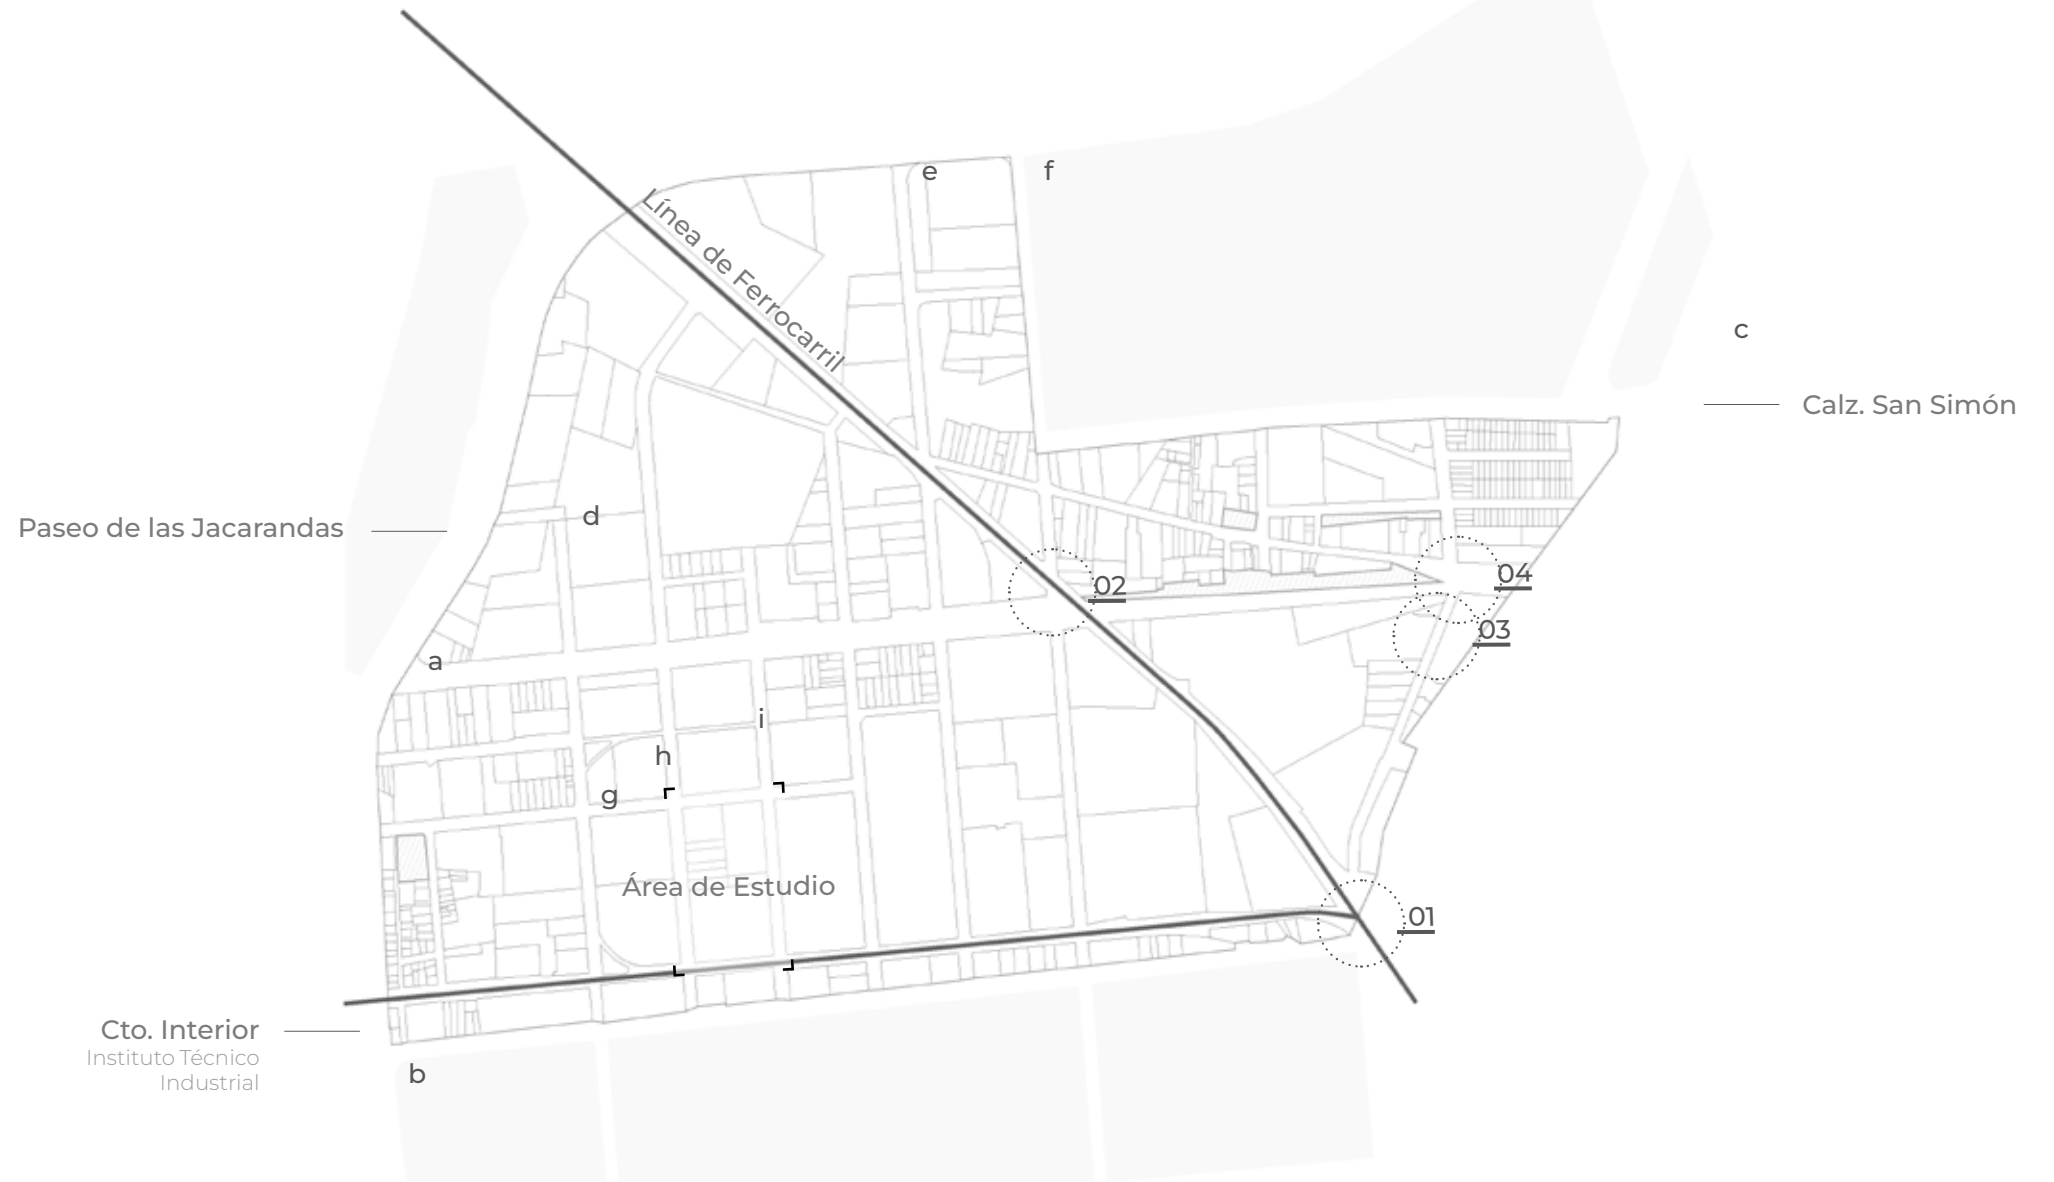 e
f
Línea de Ferrocarril
c
Calz. San Simón
d
Paseo de las Jacarandas
04
02
03
a
i
h
g
Área de Estudio
01
Cto. Interior
Instituto Técnico
Industrial
b